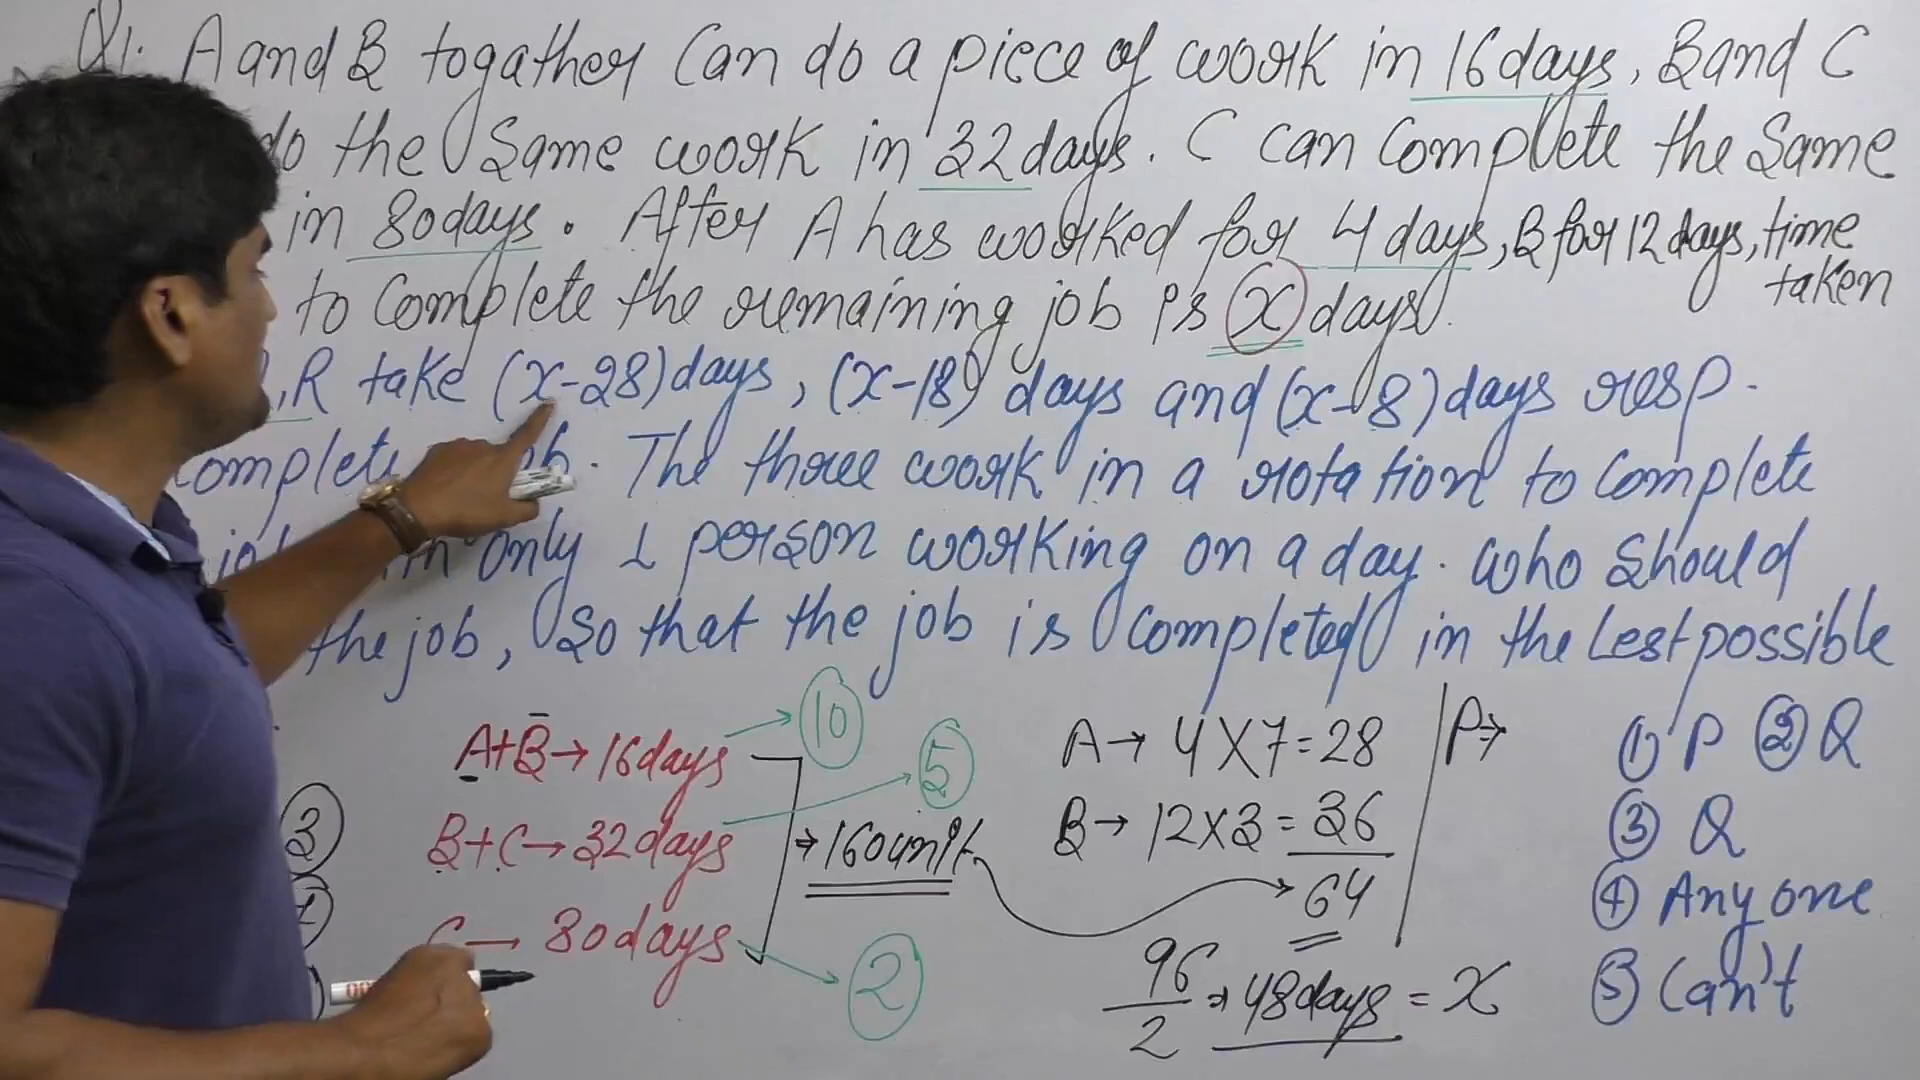 Q1. A and B togather Can do a piece of work in 16 days, B and C
do the Same work in 32 days. C can Complete the Same
in 80 days. After A has worked for 4 days, B for 12 days, time
taken
to Complete the remaining job is x days.
, R take (x-28) days, (x-18) days and (x-8) days resp.
Complete job. The three work in a rotation to Complete
only 1 person working on a day. who Should
the job, So that the job is Completed in the Lest possible
A+B → 16 days → 10
B+C → 32 days → 5
C → 80 days → 2
⇒ 160 unit
3
A → 4 X 7 = 28
B → 12 X 3 = 36
64
96/2 ⇒ 48 days = x
P ⇒
① P ② Q
③ Q
④ Any one
⑤ Can't